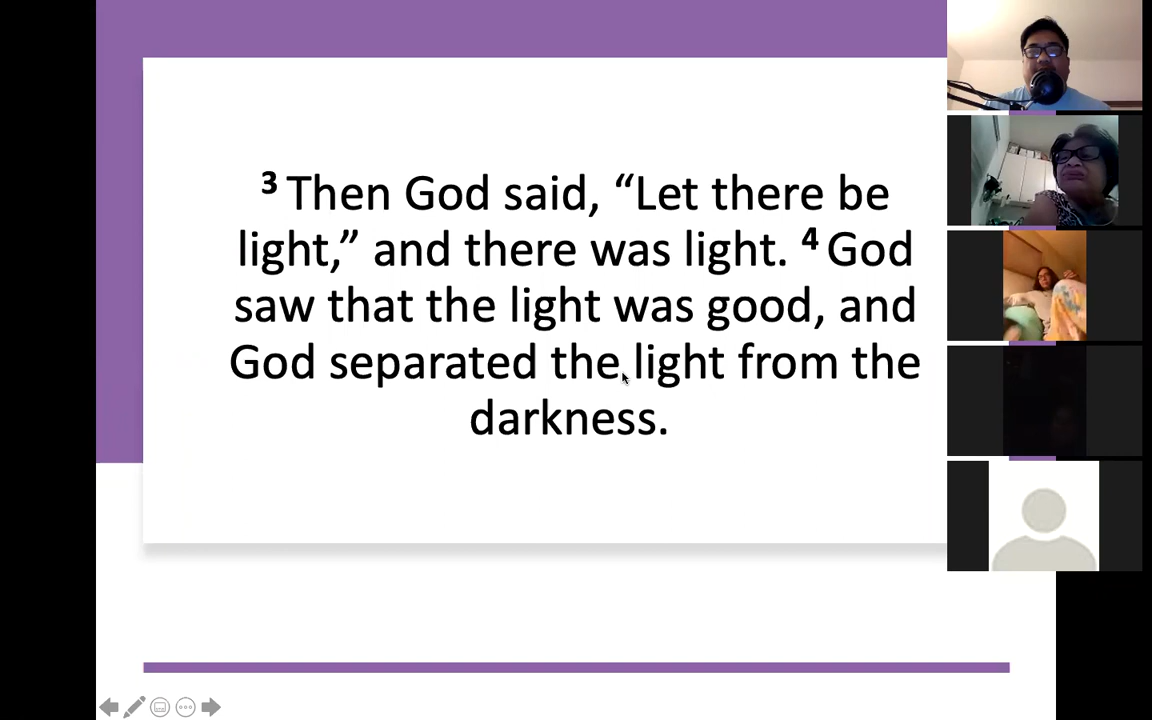 3 Then God said, “Let there be
light,” and there was light. 4 God
saw that the light was good, and
God separated the light from the
darkness.